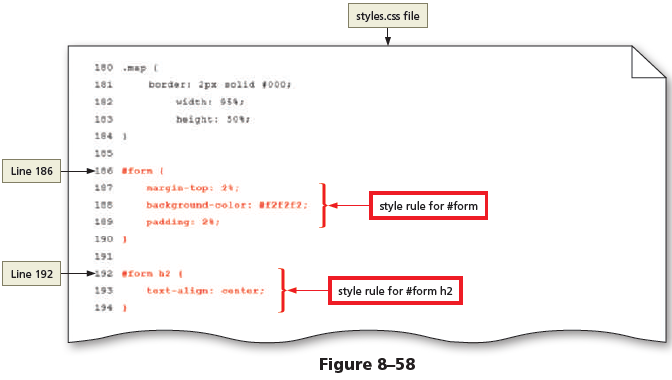 styles.css file
180 .map {
181 border: 2px solid #000;
182 width: 95%;
183 height: 50%;
184 }
185
Line 186
186 #form {
187 margin-top: 2%;
188 background-color: #f2f2f2;
style rule for #form
189 padding: 2%;
190 }
191
Line 192
192 #form h2 {
193 text-align: center;
style rule for #form h2
194 }
Figure 8–58